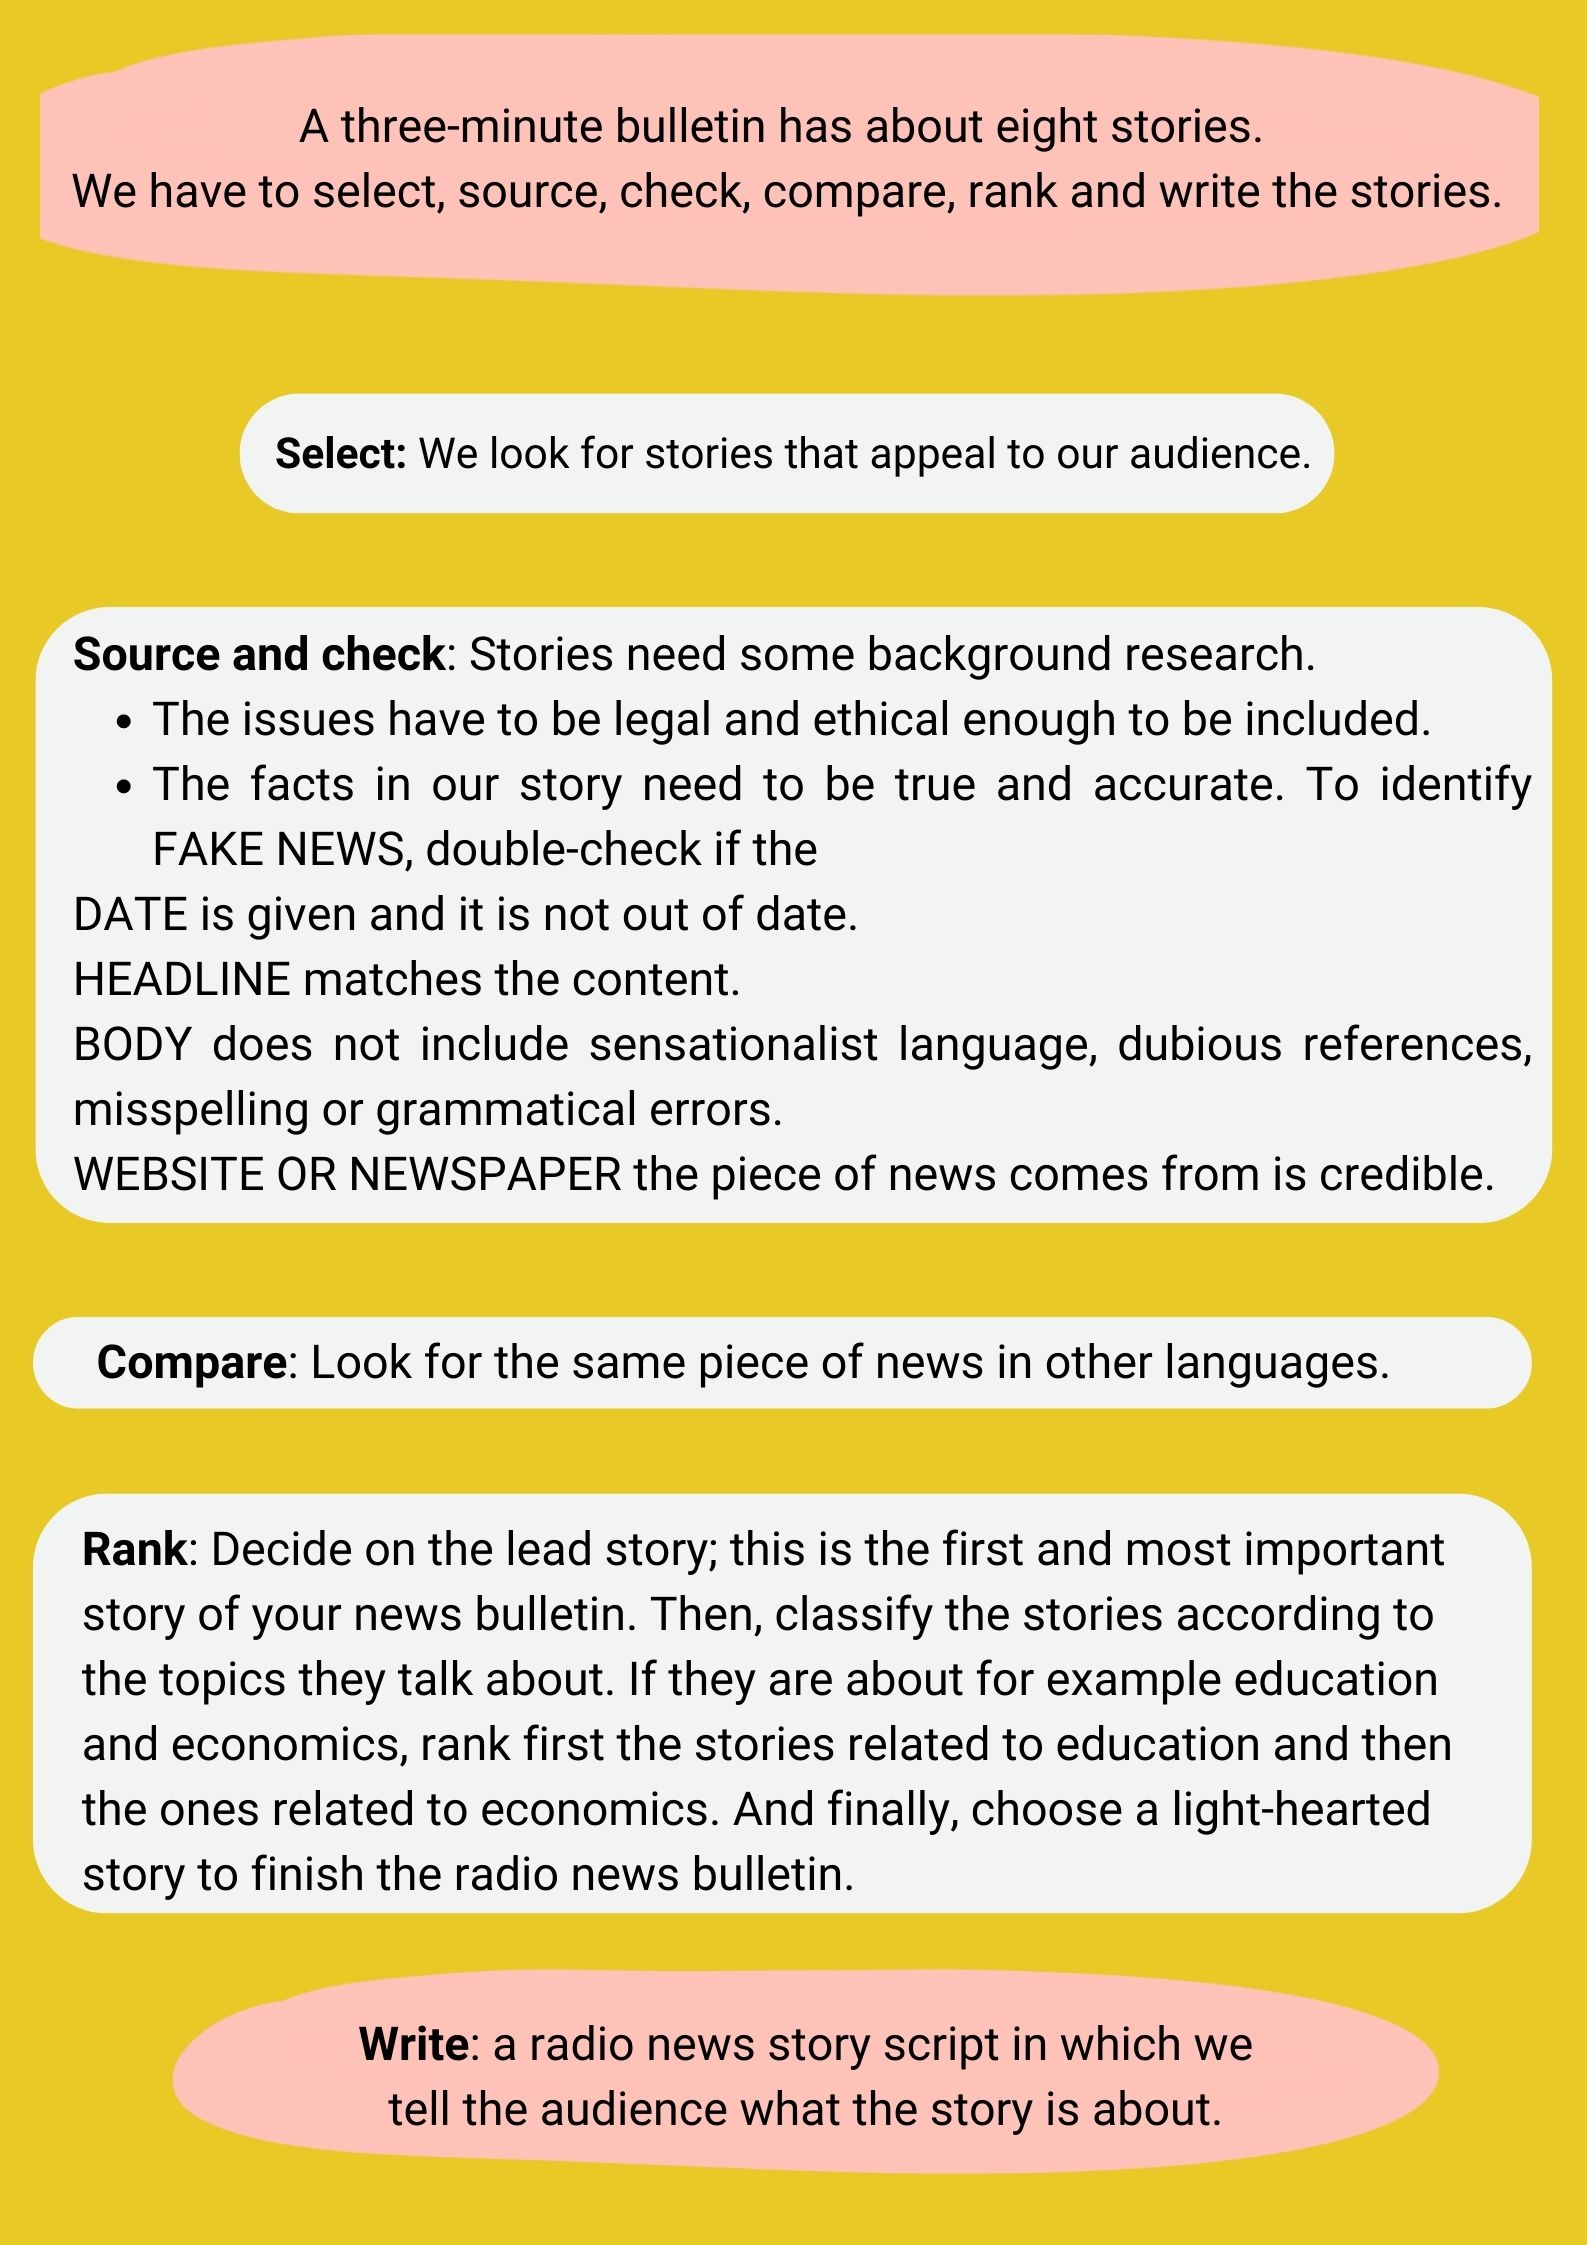 A three-minute bulletin has about eight stories.
We have to select, source, check, compare, rank and write the stories.
Select: We look for stories that appeal to our audience.
Source and check: Stories need some background research.
• The issues have to be legal and ethical enough to be included.
• The facts in our story need to be true and accurate. To identify
FAKE NEWS, double-check if the
DATE is given and it is not out of date.
HEADLINE matches the content.
BODY does not include sensationalist language, dubious references,
misspelling or grammatical errors.
WEBSITE OR NEWSPAPER the piece of news comes from is credible.
Compare: Look for the same piece of news in other languages.
Rank: Decide on the lead story; this is the first and most important
story of your news bulletin. Then, classify the stories according to
the topics they talk about. If they are about for example education
and economics, rank first the stories related to education and then
the ones related to economics. And finally, choose a light-hearted
story to finish the radio news bulletin.
Write: a radio news story script in which we
tell the audience what the story is about.